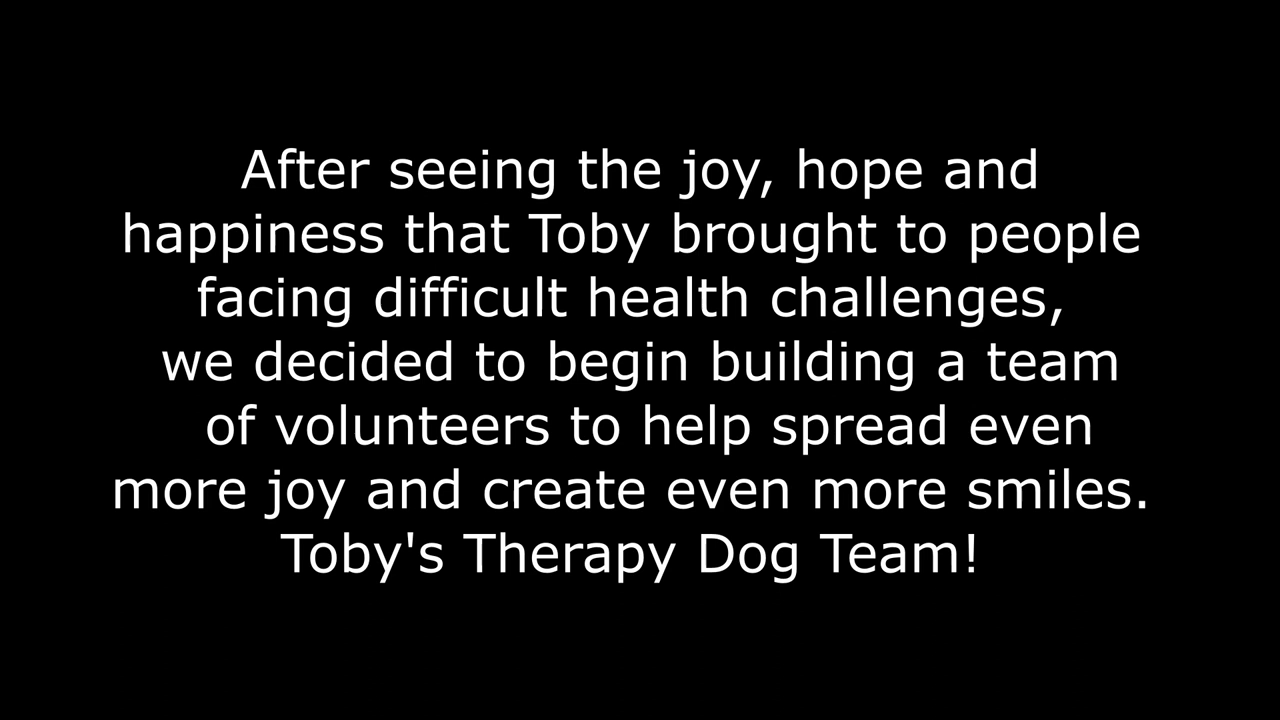 After seeing the joy, hope and
happiness that Toby brought to people
facing difficult health challenges,
we decided to begin building a team
of volunteers to help spread even
more joy and create even more smiles.
Toby's Therapy Dog Team!